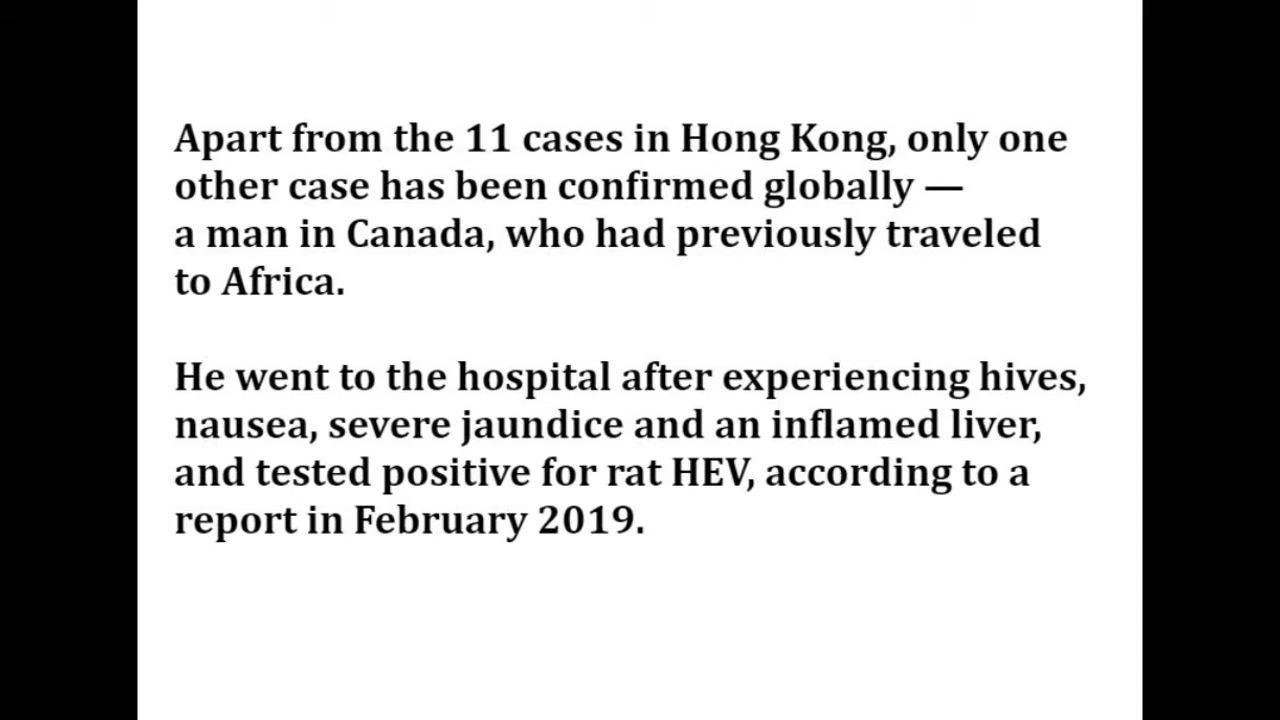 Apart from the 11 cases in Hong Kong, only one
other case has been confirmed globally —
a man in Canada, who had previously traveled
to Africa.
He went to the hospital after experiencing hives,
nausea, severe jaundice and an inflamed liver,
and tested positive for rat HEV, according to a
report in February 2019.